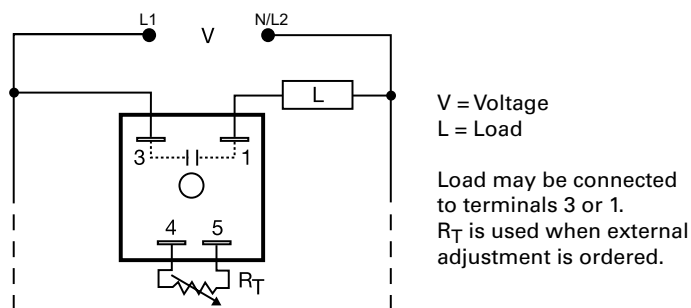 L1 V N/L2
L
3 1
4 5
RT
V = Voltage
L = Load
Load may be connected
to terminals 3 or 1.
RT is used when external
adjustment is ordered.